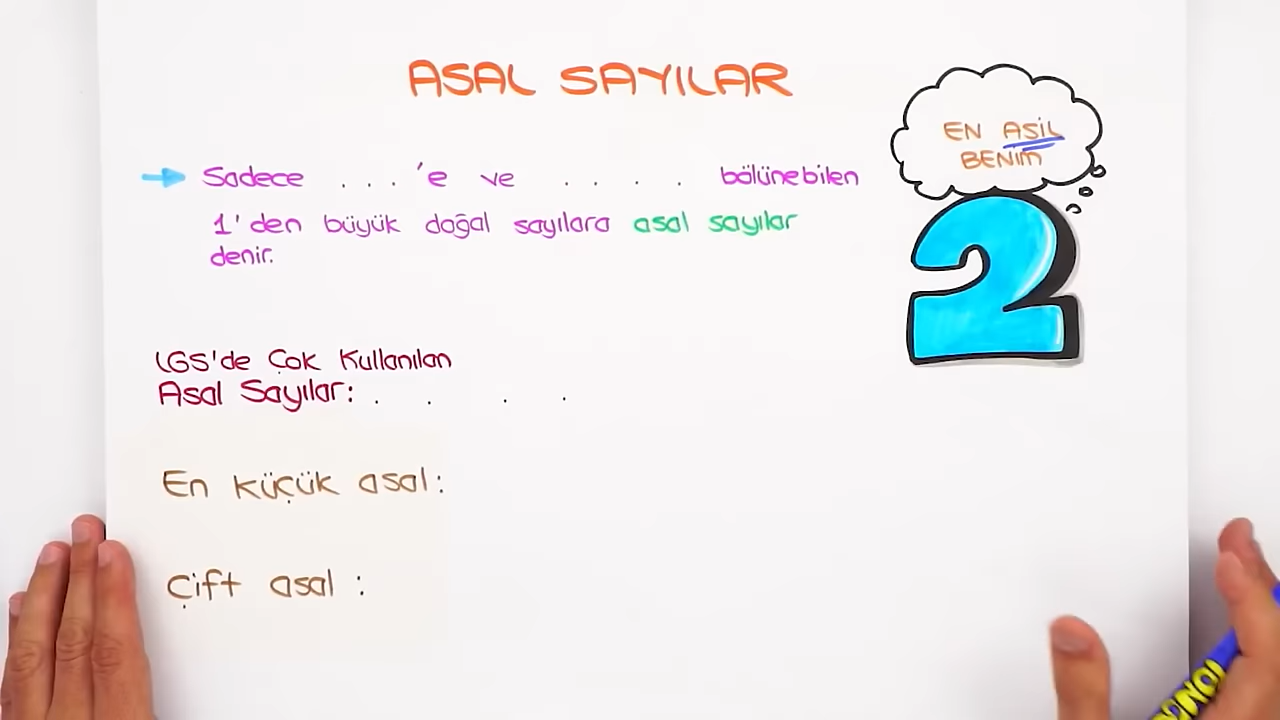 ASAL SAYILAR
EN ASİL
BENİM
Sadece ...'e ve .... bölünebilen
1'den büyük doğal sayılara asal sayılar
denir.
LGS'de Çok Kullanılan
Asal Sayılar: . . . .
En küçük asal:
Çift asal :
2